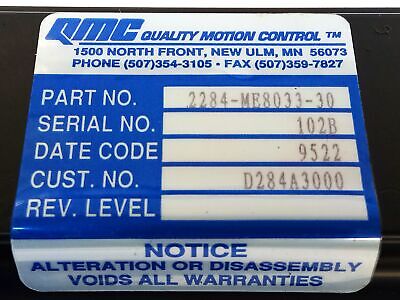 QMC QUALITY MOTION CONTROL ™
1500 NORTH FRONT, NEW ULM, MN 56073
PHONE (507)354-3105 • FAX (507)359-7827
PART NO. 2284-ME8033-30
SERIAL NO. 102B
DATE CODE 9522
CUST. NO. D284A3000
REV. LEVEL
NOTICE
ALTERATION OR DISASSEMBLY
VOIDS ALL WARRANTIES